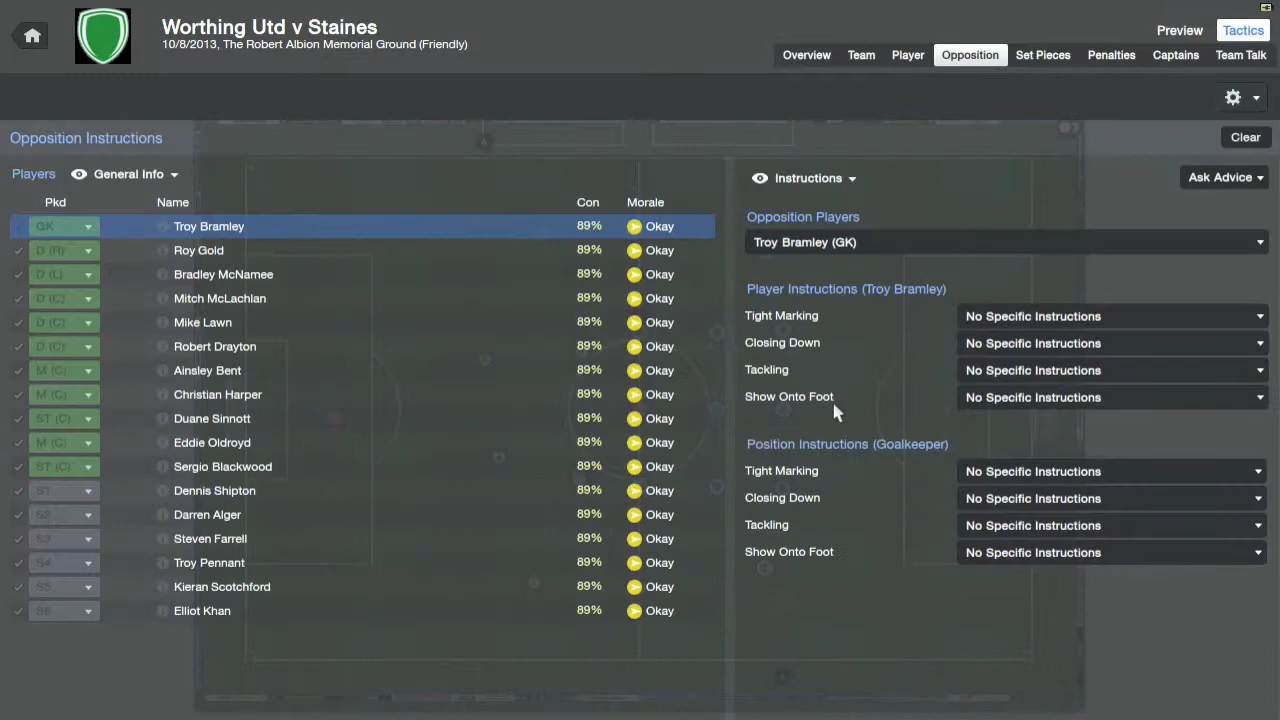 Worthing Utd v Staines
10/8/2013, The Robert Albion Memorial Ground (Friendly)
Preview Tactics
Overview Team Player Opposition Set Pieces Penalties Captains Team Talk
Opposition Instructions
Clear
Players General Info
Instructions
Ask Advice
Pkd Name Con Morale
GK Troy Bramley 89% Okay
D (R) Roy Gold 89% Okay
D (L) Bradley McNamee 89% Okay
D (C) Mitch McLachlan 89% Okay
D (C) Mike Lawn 89% Okay
D (C) Robert Drayton 89% Okay
M (C) Ainsley Bent 89% Okay
M (C) Christian Harper 89% Okay
ST (C) Duane Sinnott 89% Okay
M (C) Eddie Oldroyd 89% Okay
ST (C) Sergio Blackwood 89% Okay
Dennis Shipton 89% Okay
Darren Alger 89% Okay
Steven Farrell 89% Okay
S4 Troy Pennant 89% Okay
S5 Kieran Scotchford 89% Okay
S6 Elliot Khan 89% Okay
Opposition Players
Troy Bramley (GK)
Player Instructions (Troy Bramley)
Tight Marking No Specific Instructions
Closing Down No Specific Instructions
Tackling No Specific Instructions
Show Onto Foot No Specific Instructions
Position Instructions (Goalkeeper)
Tight Marking No Specific Instructions
Closing Down No Specific Instructions
Tackling No Specific Instructions
Show Onto Foot No Specific Instructions